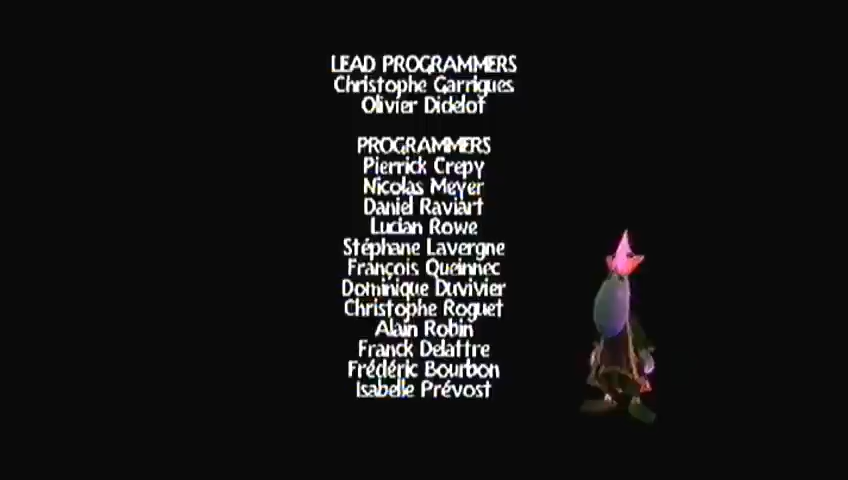 LEAD PROGRAMMERS
Christophe Garrigues
Olivier Didelot
PROGRAMMERS
Pierrick Crepy
Nicolas Meyer
Daniel Raviart
Lucian Rowe
Stéphane Lavergne
François Queinnec
Dominique Duvivier
Christophe Roguet
Alain Robin
Franck Delattre
Frédéric Bourbon
Isabelle Prévost